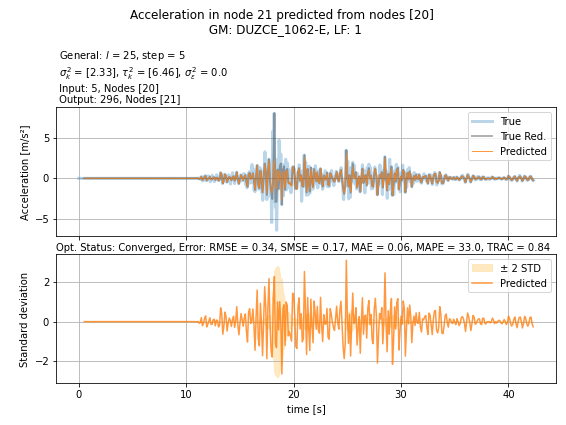 Acceleration in node 21 predicted from nodes [20]
GM: DUZCE_1062-E, LF: 1
General: l = 25, step = 5
σ²_k = [2.33], τ²_k = [6.46], σ²_ε = 0.0
Input: 5, Nodes [20]
Output: 296, Nodes [21]
Acceleration [m/s²]
5
0
−5
True
True Red.
Predicted
Opt. Status: Converged, Error: RMSE = 0.34, SMSE = 0.17, MAE = 0.06, MAPE = 33.0, TRAC = 0.84
Standard deviation
2
0
−2
± 2 STD
Predicted
0 10 20 30 40
time [s]